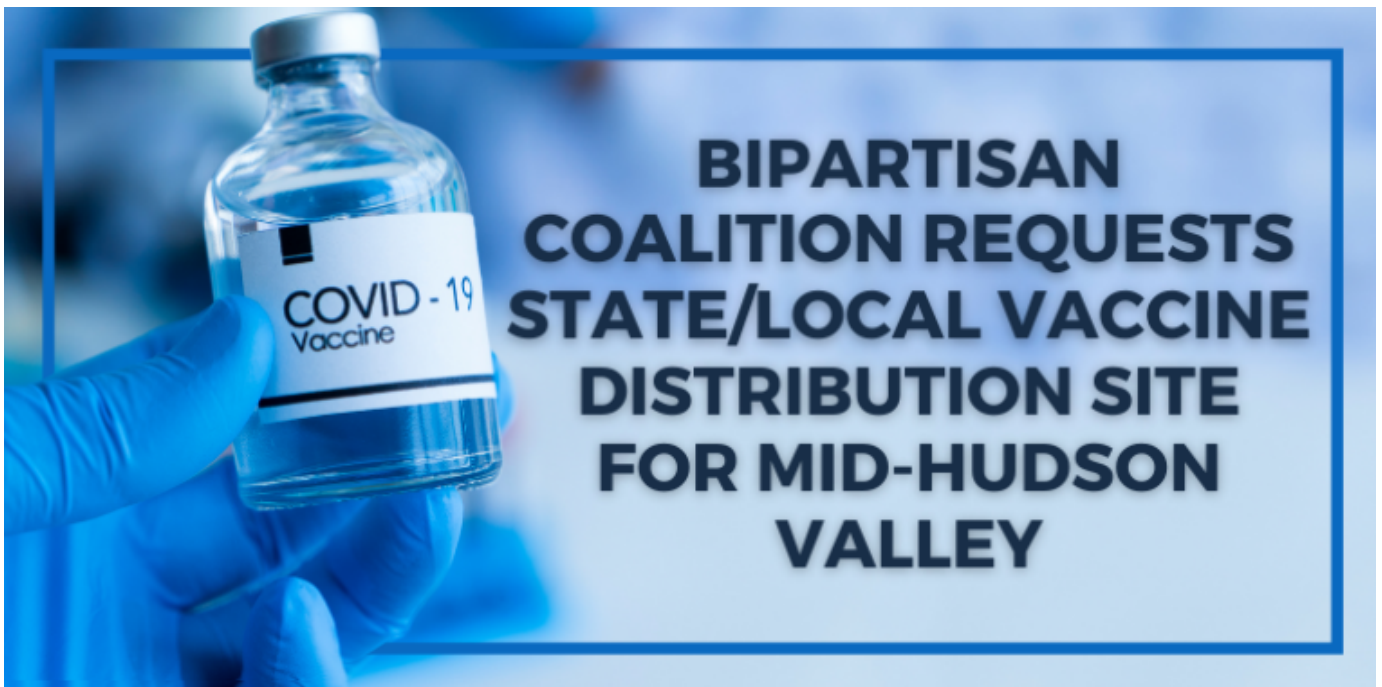 COVID - 19
Vaccine
BIPARTISAN
COALITION REQUESTS
STATE/LOCAL VACCINE
DISTRIBUTION SITE
FOR MID-HUDSON
VALLEY